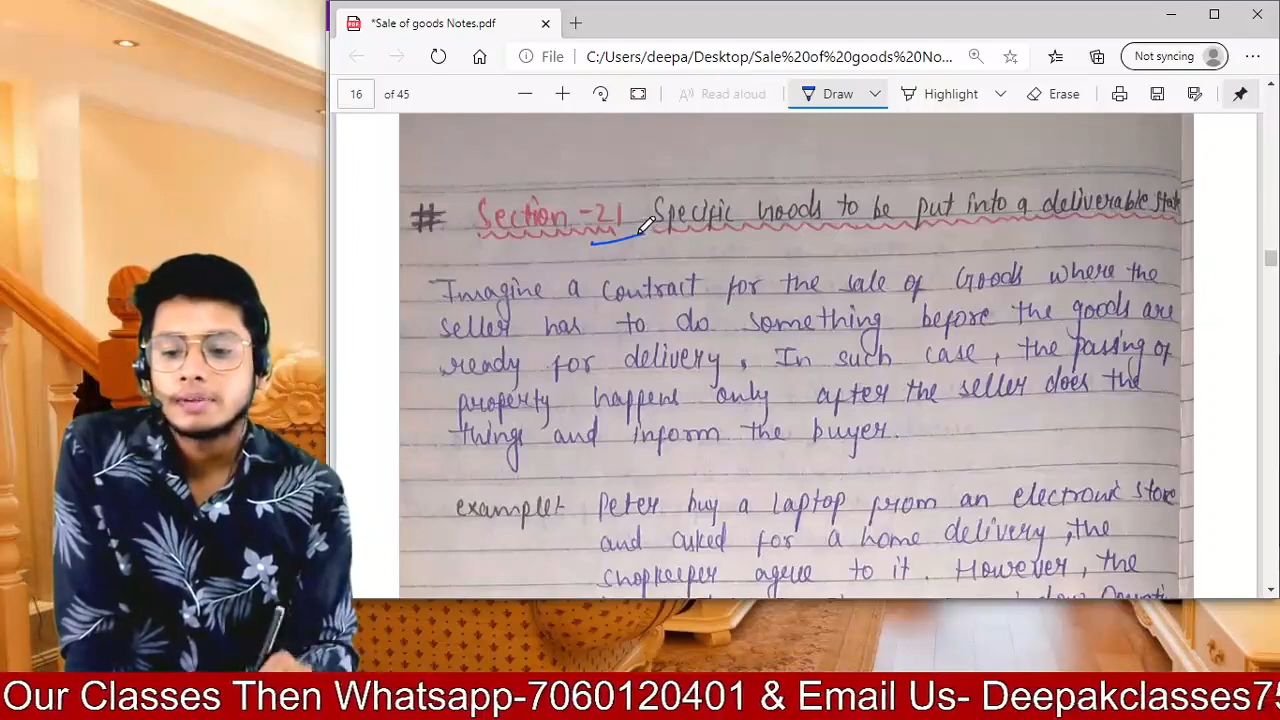 *Sale of goods Notes.pdf
File
C:/Users/deepa/Desktop/Sale%20of%20goods%20No...
Not syncing
16 of 45
Read aloud
Draw
Highlight
Erase
# Section -21 Specific Goods to be put into a deliverable state
Imagine a contract for the sale of Goods where the
seller has to do something before the goods are
ready for delivery. In such case, the passing of
property happens only after the seller does the
things and inform the buyer.
example:- Peter buy a laptop from an electronic store
and asked for a home delivery, the
shopkeeper agree to it. However, the
Our Classes Then Whatsapp-7060120401 & Email Us- Deepakclasses75